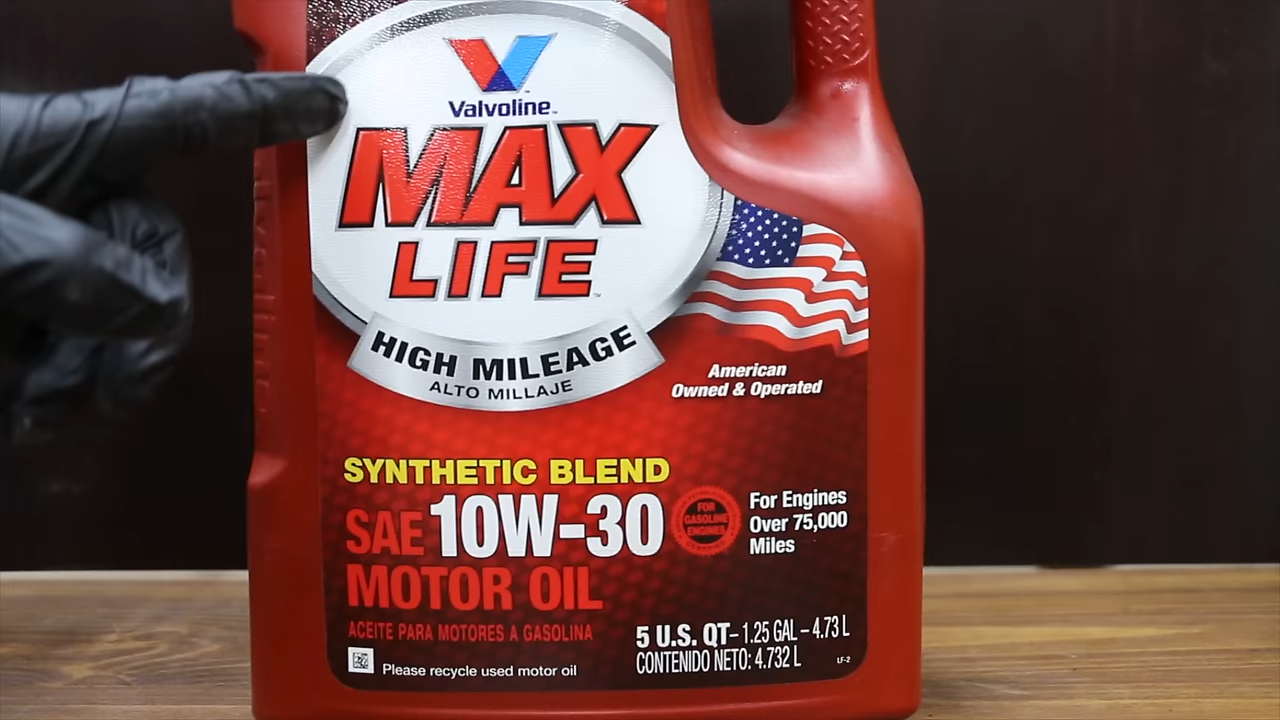 Valvoline™
MAX
LIFE™
HIGH MILEAGE
ALTO MILLAJE
American
Owned & Operated
SYNTHETIC BLEND
SAE 10W-30
FOR
GASOLINE
ENGINES
For Engines
Over 75,000
Miles
MOTOR OIL
ACEITE PARA MOTORES A GASOLINA
5 U.S. QT– 1.25 GAL – 4.73 L
CONTENIDO NETO: 4.732 L
LF-2
Please recycle used motor oil